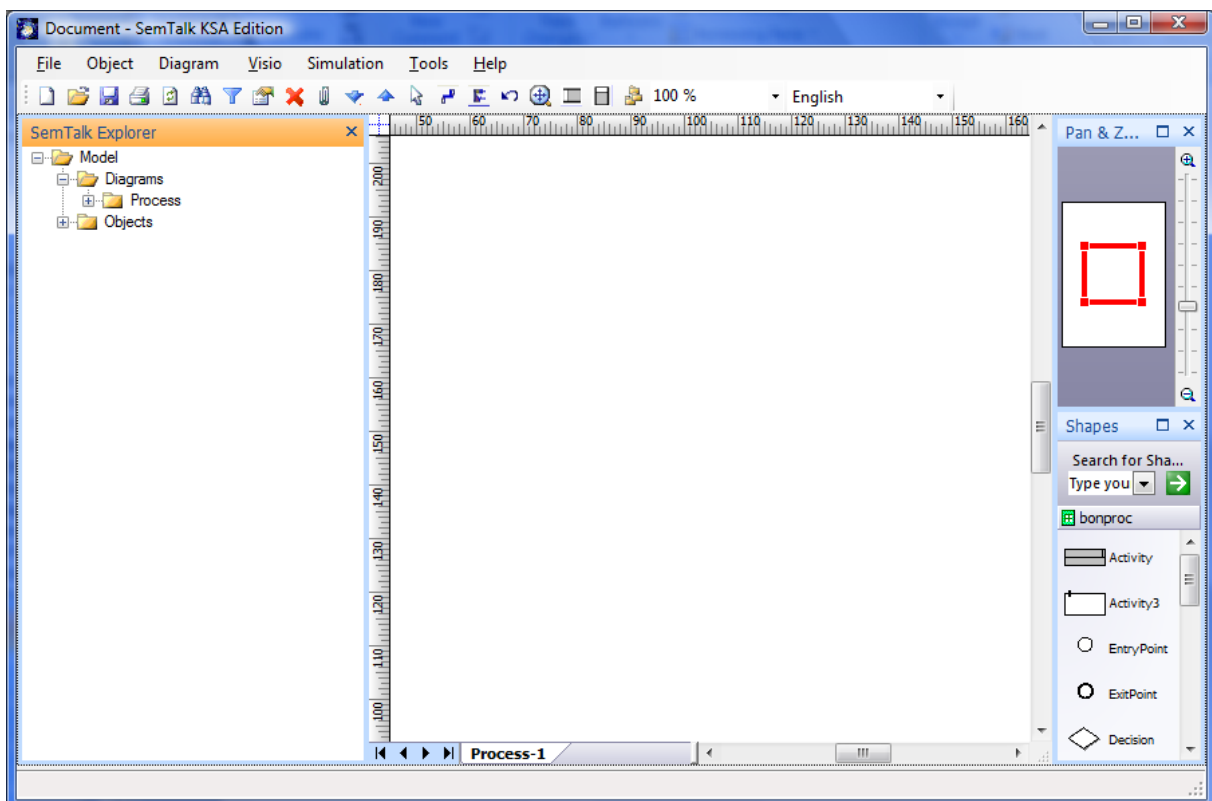 Document - SemTalk KSA Edition
File Object Diagram Visio Simulation Tools Help
100 % English
SemTalk Explorer
Model
Diagrams
Process
Objects
50 60 70 80 90 100 110 120 130 140 150 160
200
190
180
170
160
150
140
130
120
110
100
Process-1
Pan & Z...
Shapes
Search for Sha...
Type you
bonproc
Activity
Activity3
EntryPoint
ExitPoint
Decision